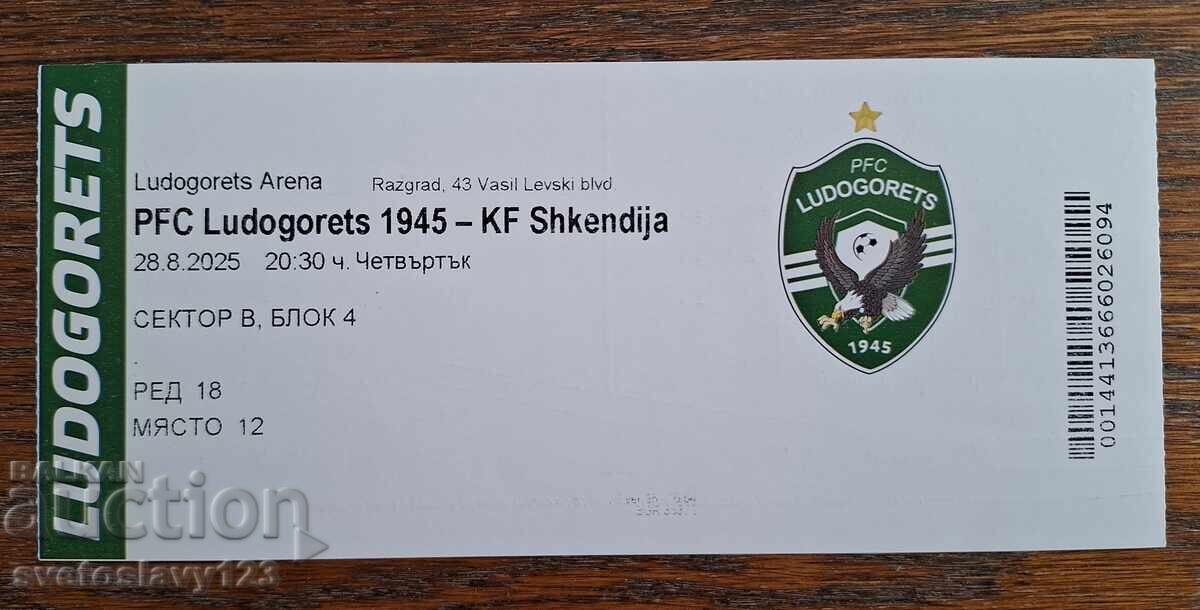 LUDOGORETS
Ludogorets Arena Razgrad, 43 Vasil Levski blvd.
PFC Ludogorets 1945 – KF Shkendija
28.8.2025 20:30 ч. Четвъртък
СЕКТОР В, БЛОК 4
РЕД 18
МЯСТО 12
PFC
LUDOGORETS
1945
0014413666026094
BALKAN
auction
svetoslavy123